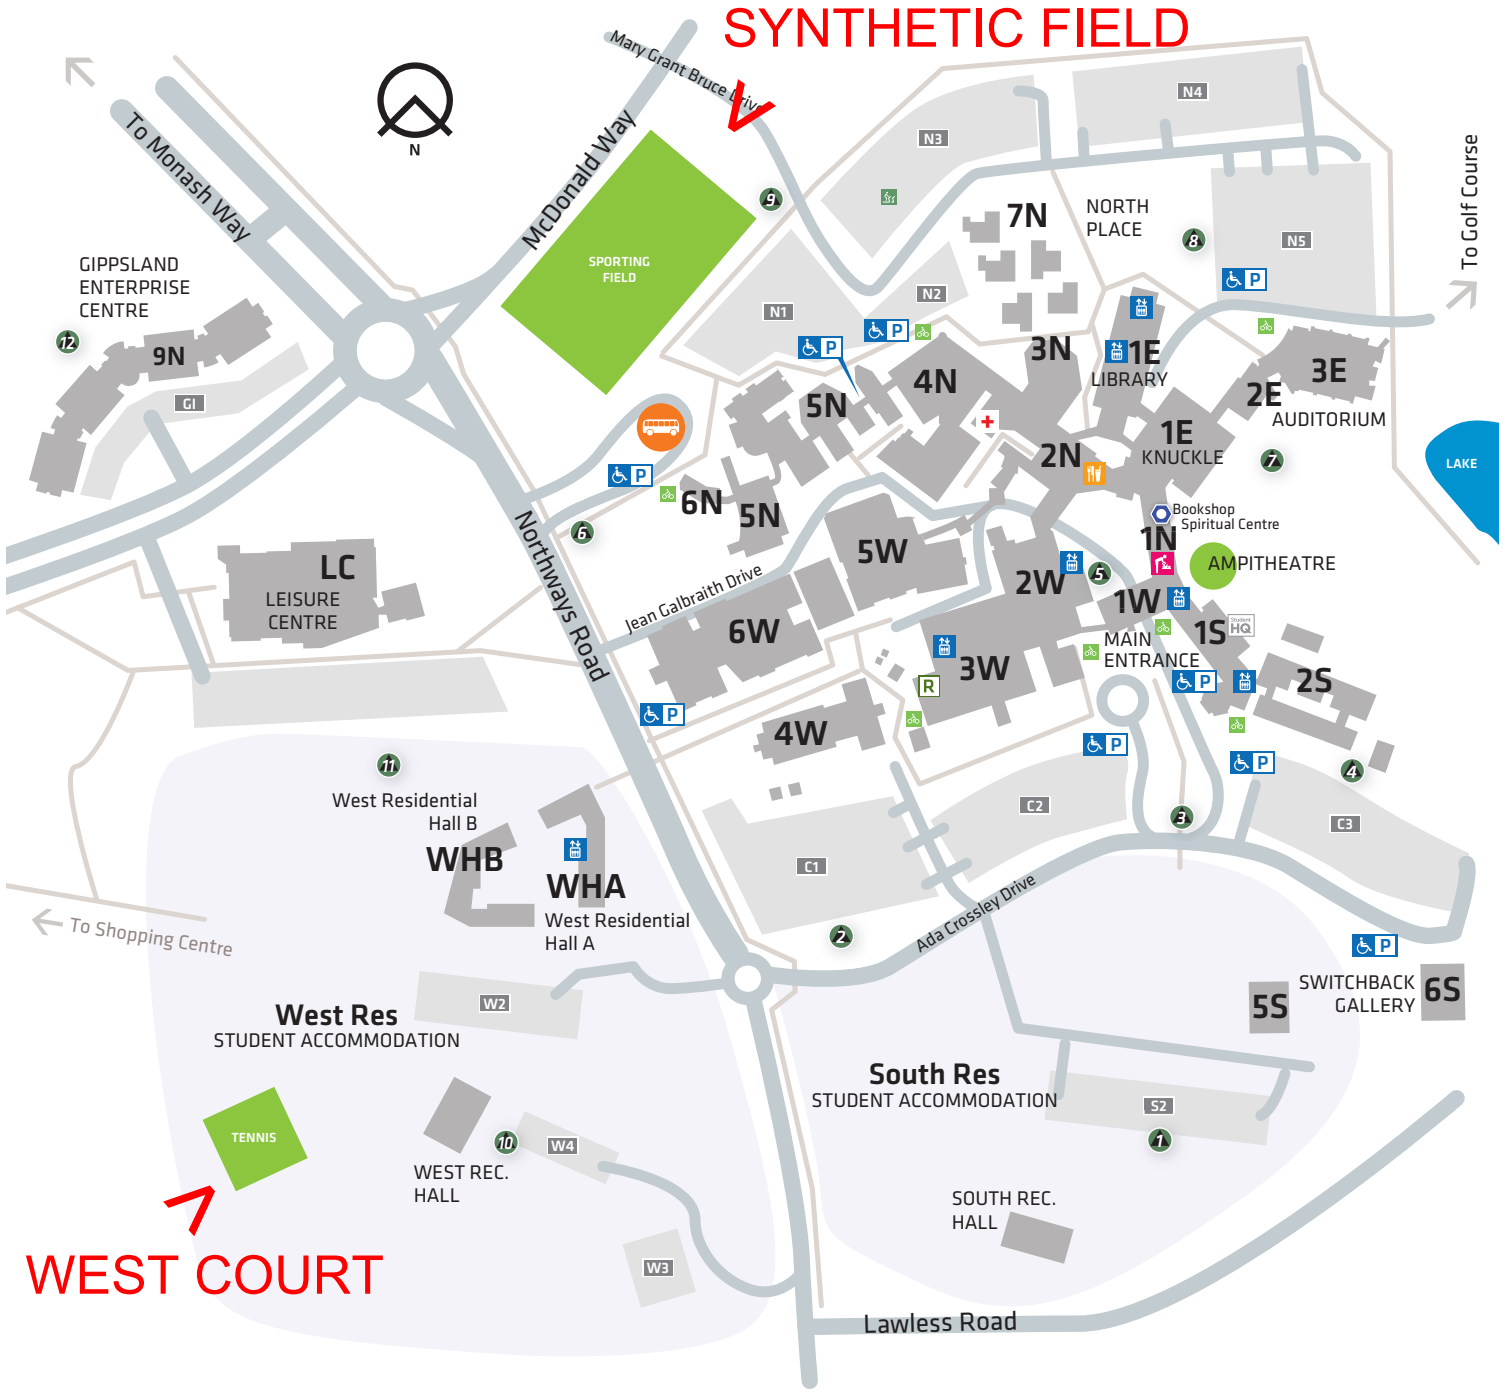 SYNTHETIC FIELD
Mary Grant Bruce Drive
McDonald Way
To Monash Way
N
N4
N3
To Golf Course
9
SPORTING
FIELD
7N
NORTH
PLACE
8
N5
GIPPSLAND
ENTERPRISE
CENTRE
12
9N
GI
N1
N2
P
P
P
3N
1E
LIBRARY
4N
5N
2E
3E
AUDITORIUM
1E
KNUCKLE
2N
7
LAKE
P
6N
5N
6
Bookshop
Spiritual Centre
1N
AMPITHEATRE
5W
2W
5
1W
1S
Student
HQ
MAIN
ENTRANCE
LC
LEISURE
CENTRE
Northways Road
Jean Galbraith Drive
6W
3W
R
P
2S
P
4W
P
P
4
11
West Residential
Hall B
WHB
WHA
West Residential
Hall A
C2
3
C3
C1
2
Ada Crossley Drive
To Shopping Centre
P
SWITCHBACK
GALLERY
6S
5S
W2
West Res
STUDENT ACCOMMODATION
South Res
STUDENT ACCOMMODATION
S2
1
TENNIS
10
W4
WEST REC.
HALL
SOUTH REC.
HALL
WEST COURT
W3
Lawless Road